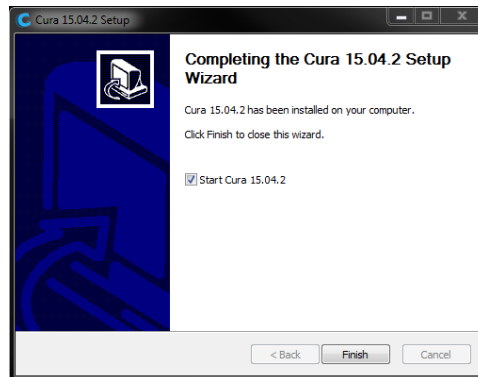 Cura 15.04.2 Setup
Completing the Cura 15.04.2 Setup
Wizard
Cura 15.04.2 has been installed on your computer.
Click Finish to close this wizard.
Start Cura 15.04.2
< Back
Finish
Cancel